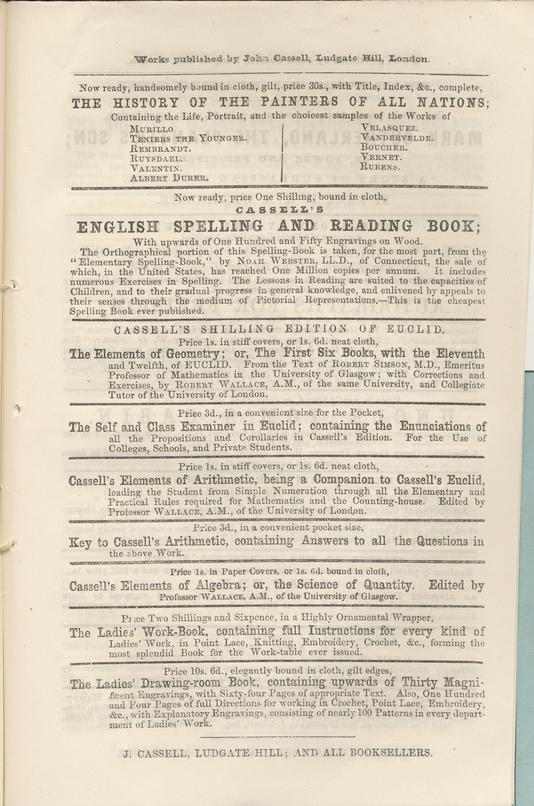 Works published by John Cassell, Ludgate Hill, London.
Now ready, handsomely bound in cloth, gilt, price 30s., with Title, Index, &c., complete,
THE HISTORY OF THE PAINTERS OF ALL NATIONS;
Containing the Life, Portrait, and the choicest samples of the Works of
MURILLO
TENIERS THE YOUNGER.
REMBRANDT.
RUYSDAEL.
VALENTIN.
ALBERT DURER.
VELASQUEZ.
VANDERVELDE.
BOUCHER.
VERNET.
RUBENS.
Now ready, price One Shilling, bound in cloth,
CASSELL'S
ENGLISH SPELLING AND READING BOOK;
With upwards of One Hundred and Fifty Engravings on Wood.
The Orthographical portion of this Spelling-Book is taken, for the most part, from the
"Elementary Spelling-Book," by NOAH WEBSTER, LL.D., of Connecticut, the sale of
which, in the United States, has reached One Million copies per annum. It includes
numerous Exercises in Spelling. The Lessons in Reading are suited to the capacities of
Children, and to their gradual progress in general knowledge, and enlivened by appeals to
their senses through the medium of Pictorial Representations.—This is the cheapest
Spelling Book ever published.
CASSELL'S SHILLING EDITION OF EUCLID.
Price 1s. in stiff covers, or 1s. 6d. neat cloth,
The Elements of Geometry; or, The First Six Books, with the Eleventh
and Twelfth, of EUCLID. From the Text of ROBERT SIMSON, M.D., Emeritus
Professor of Mathematics in the University of Glasgow; with Corrections and
Exercises, by ROBERT WALLACE, A.M., of the same University, and Collegiate
Tutor of the University of London.
Price 3d., in a convenient size for the Pocket,
The Self and Class Examiner in Euclid; containing the Enunciations of
all the Propositions and Corollaries in Cassell's Edition. For the Use of
Colleges, Schools, and Private Students.
Price 1s. in stiff covers, or 1s. 6d. neat cloth,
Cassell's Elements of Arithmetic, being a Companion to Cassell's Euclid,
leading the Student from Simple Numeration through all the Elementary and
Practical Rules required for Mathematics and the Counting-house. Edited by
Professor WALLACE, A.M., of the University of London.
Price 3d., in a convenient pocket size,
Key to Cassell's Arithmetic, containing Answers to all the Questions in
the above Work.
Price 1s. in Paper Covers, or 1s. 6d. bound in cloth,
Cassell's Elements of Algebra; or, the Science of Quantity. Edited by
Professor WALLACE, A.M., of the University of Glasgow.
Price Two Shillings and Sixpence, in a Highly Ornamental Wrapper,
The Ladies' Work-Book, containing full Instructions for every kind of
Ladies' Work, in Point Lace, Knitting, Embroidery, Crochet, &c., forming the
most splendid Book for the Work-table ever issued.
Price 10s. 6d., elegantly bound in cloth, gilt edges,
The Ladies' Drawing-room Book, containing upwards of Thirty Magni-
ficent Engravings, with Sixty-four Pages of appropriate Text. Also, One Hundred
and Four Pages of full Directions for working in Crochet, Point Lace, Embroidery,
&c., with Explanatory Engravings, consisting of nearly 100 Patterns in every depart-
ment of Ladies' Work.
J. CASSELL, LUDGATE HILL; AND ALL BOOKSELLERS.